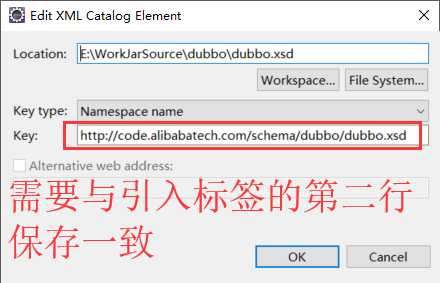 Edit XML Catalog Element
Location: E:\WorkJarSource\dubbo\dubbo.xsd
Workspace... File System...
Key type: Namespace name
Key: http://code.alibabatech.com/schema/dubbo/dubbo.xsd
Alternative web address:
需要与引入标签的第二行
保存一致
OK Cancel